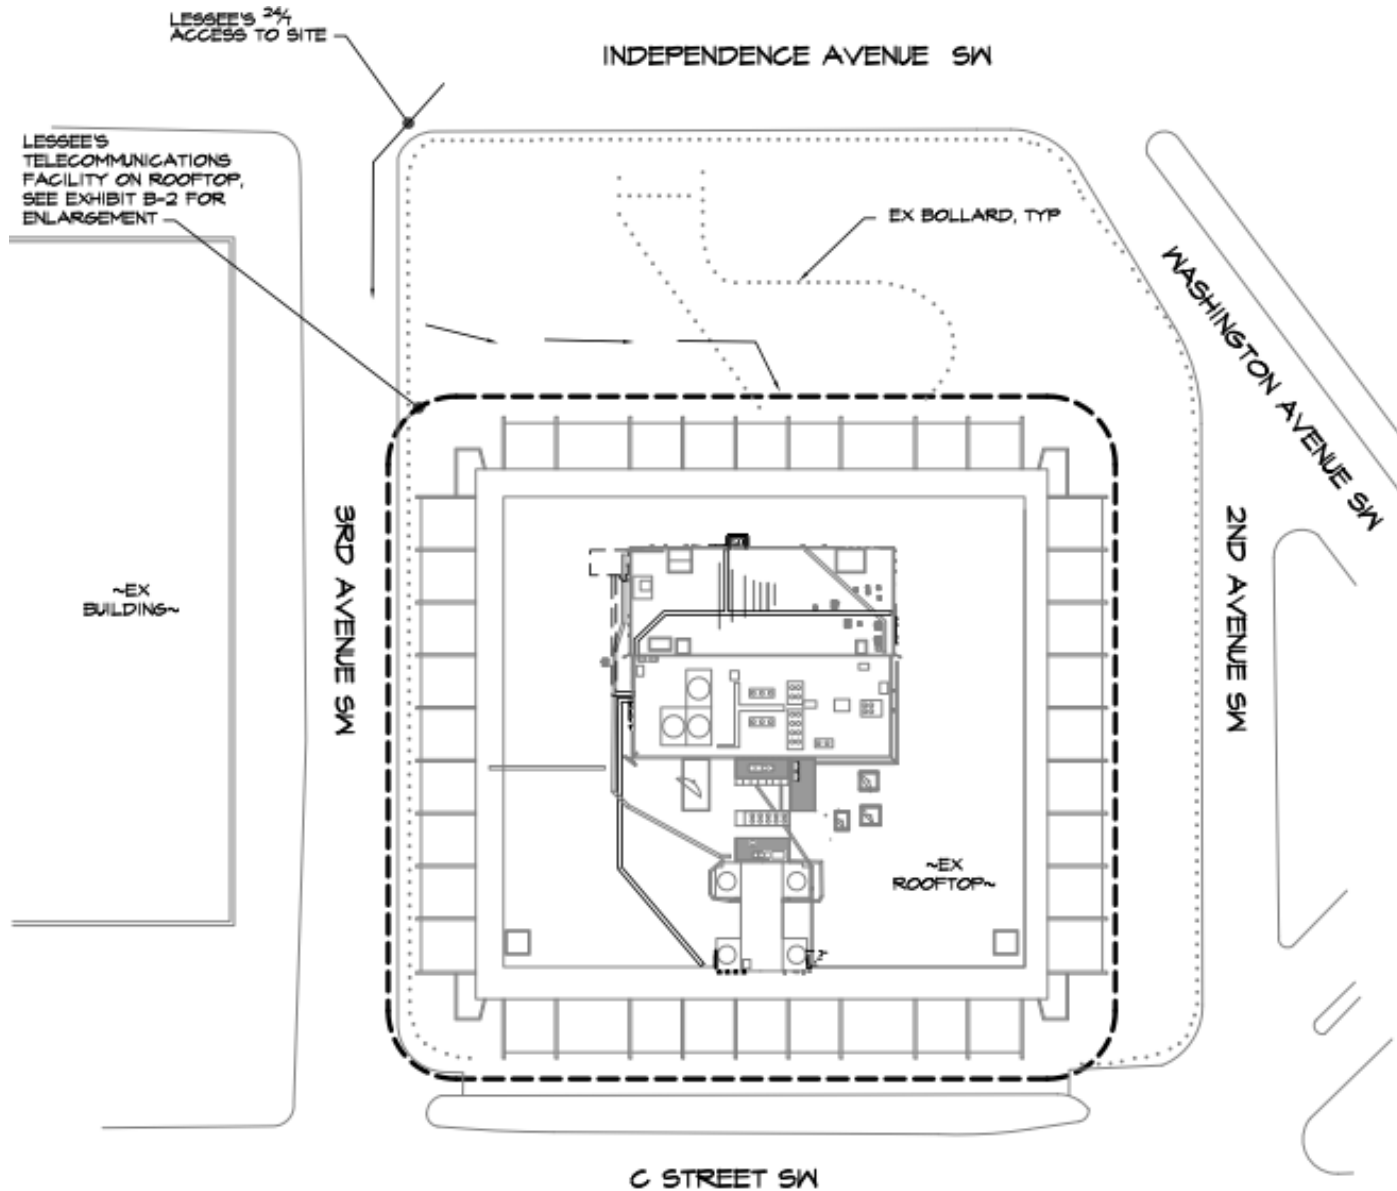 LESSEE'S 24/7
ACCESS TO SITE
INDEPENDENCE AVENUE SW
LESSEE'S
TELECOMMUNICATIONS
FACILITY ON ROOFTOP,
SEE EXHIBIT B-2 FOR
ENLARGEMENT
EX BOLLARD, TYP
WASHINGTON AVENUE SW
3RD AVENUE SW
2ND AVENUE SW
~EX
BUILDING~
~EX
ROOFTOP~
C STREET SW